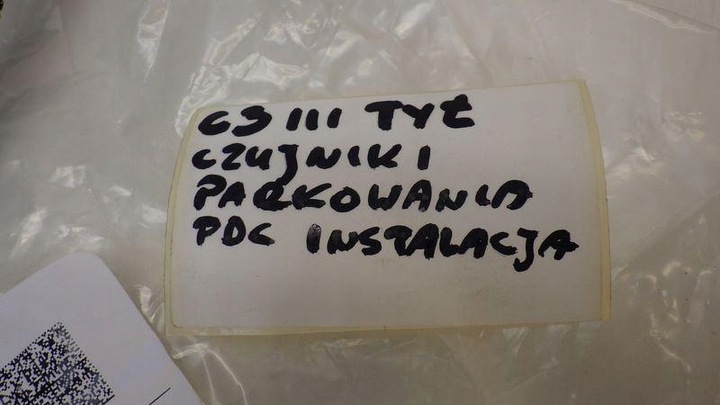 C3 III TYŁ
CZUJNIKI
PARKOWANIA
PDC INSTALACJA